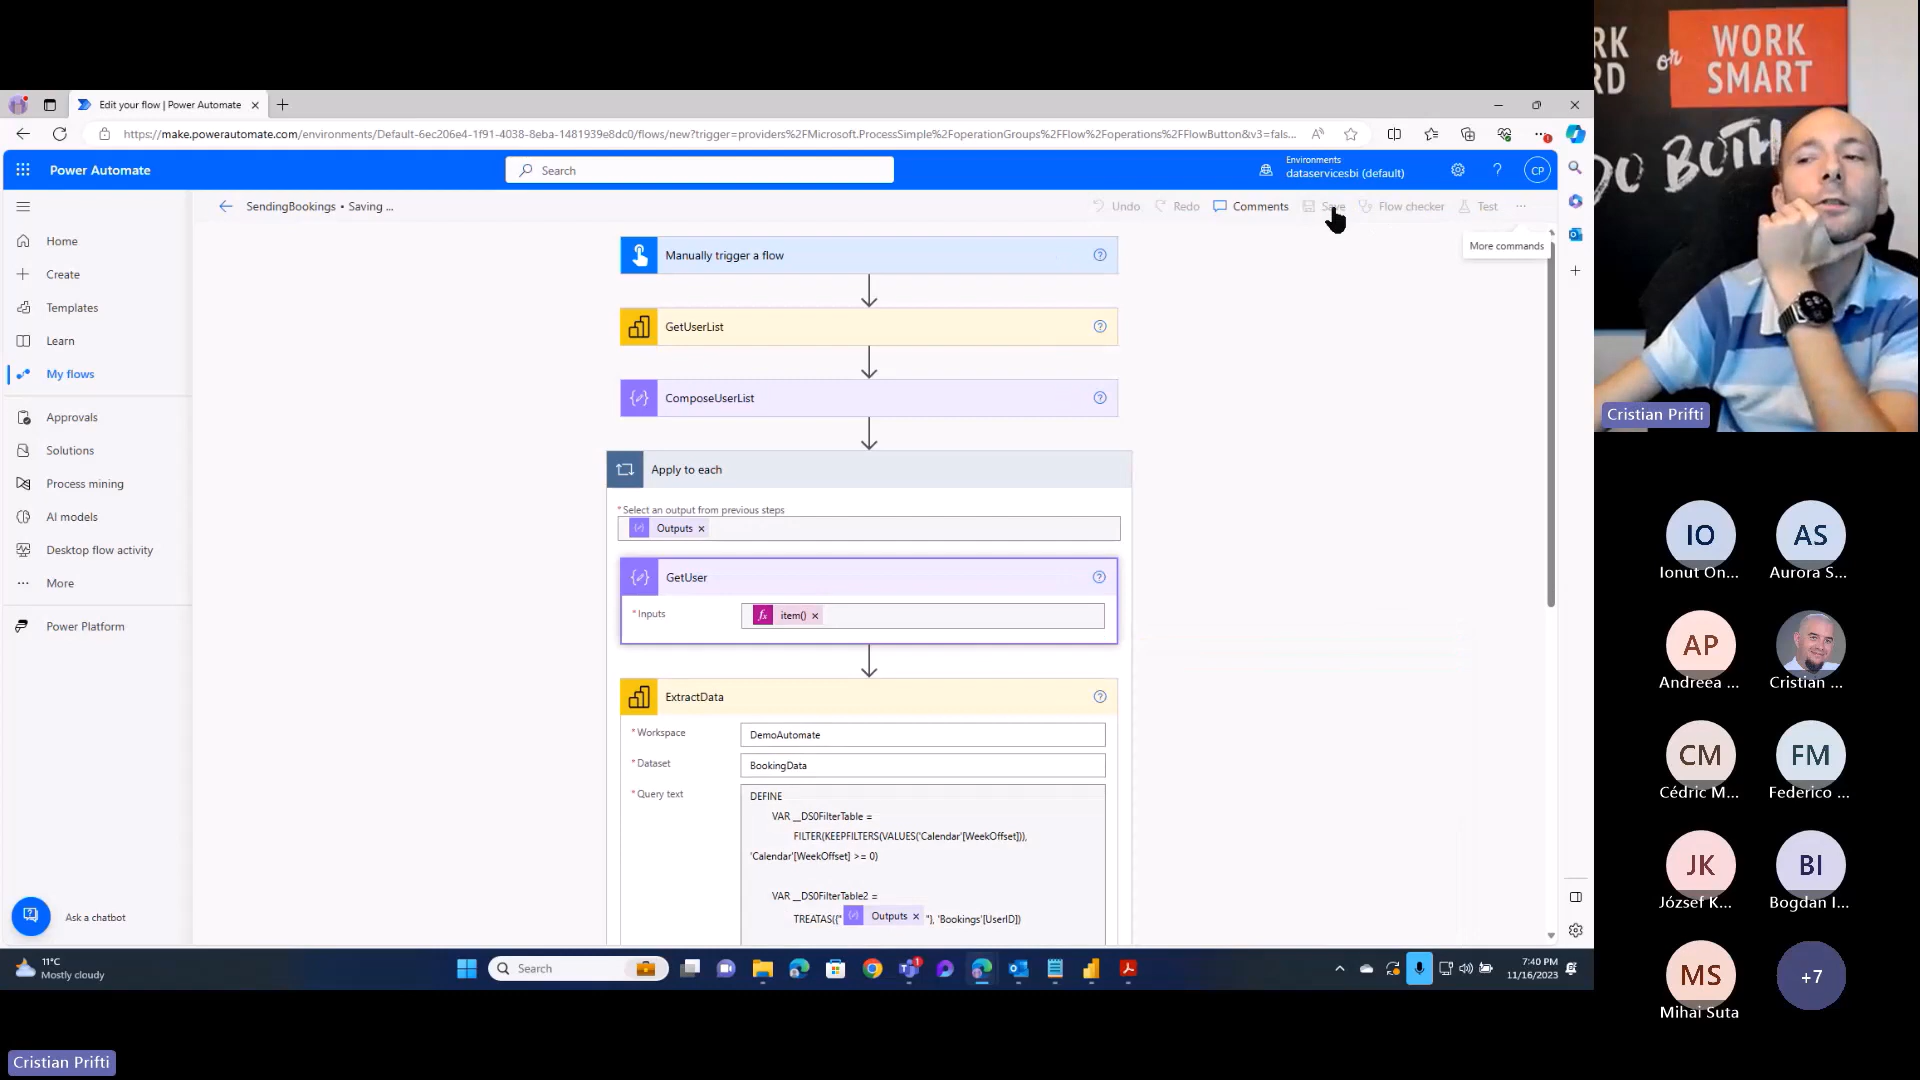 Edit your flow | Power Automate
https://make.powerautomate.com/environments/Default-6ec206e4-1f91-4038-8eba-1481939e8dc0/flows/new?trigger=providers%2FMicrosoft.ProcessSimple%2FoperationGroups%2FFlow%2Foperations%2FFlowButton&v3=fals...
Power Automate
Search
Environments
dataservicesbi (default)
CP
SendingBookings • Saving ...
Undo
Redo
Comments
Save
Flow checker
Test
More commands
Home
Create
Templates
Learn
My flows
Approvals
Solutions
Process mining
AI models
Desktop flow activity
More
Power Platform
Ask a chatbot
Manually trigger a flow
GetUserList
ComposeUserList
Apply to each
* Select an output from previous steps
Outputs
GetUser
* Inputs
fx item()
ExtractData
* Workspace
DemoAutomate
* Dataset
BookingData
* Query text
DEFINE
VAR __DS0FilterTable =
FILTER(KEEPFILTERS(VALUES('Calendar'[WeekOffset])),
'Calendar'[WeekOffset] >= 0)
VAR __DS0FilterTable2 =
TREATAS({" Outputs "}, 'Bookings'[UserID])
11°C
Mostly cloudy
Search
7:40 PM
11/16/2023
RK or WORK
RD SMART
DO BOTH
Cristian Prifti
IO
Ionut On...
AS
Aurora S...
AP
Andreea ...
Cristian ...
CM
Cédric M...
FM
Federico ...
JK
József K...
BI
Bogdan I...
MS
Mihai Suta
+7
Cristian Prifti